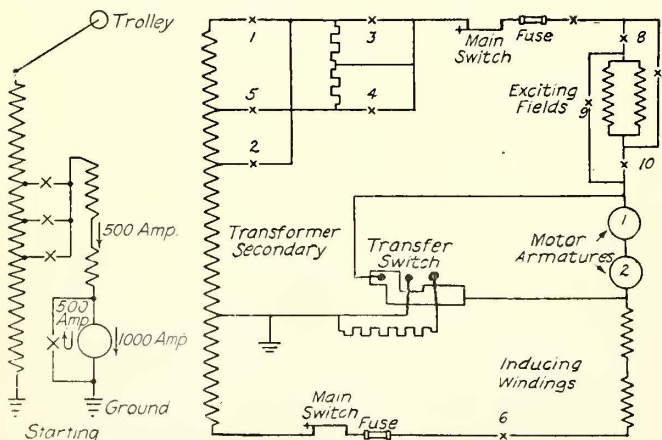 Trolley
500 Amp.
500
Amp
1000 Amp
Ground
Starting
1
3
5
4
2
Main
Switch
Fuse
8
Exciting
Fields
9
10
Transformer
Secondary
Transfer
Switch
1
Motor
Armatures
2
Inducing
Windings
Main
Switch
Fuse
6